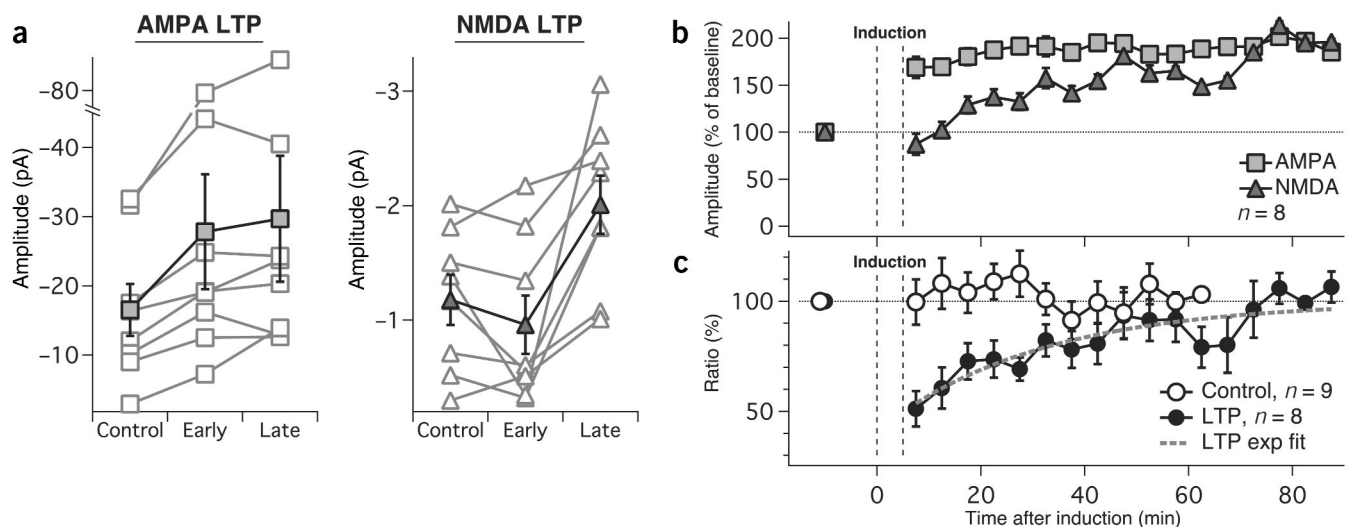 a
AMPA LTP
NMDA LTP
Amplitude (pA)
–80
–40
–30
–20
–10
Control
Early
Late
Amplitude (pA)
–3
–2
–1
Control
Early
Late
b
Induction
Amplitude (% of baseline)
200
150
100
50
0
AMPA
NMDA
n = 8
c
Induction
Ratio (%)
100
50
Control, n = 9
LTP, n = 8
LTP exp fit
0
20
40
60
80
Time after induction (min)